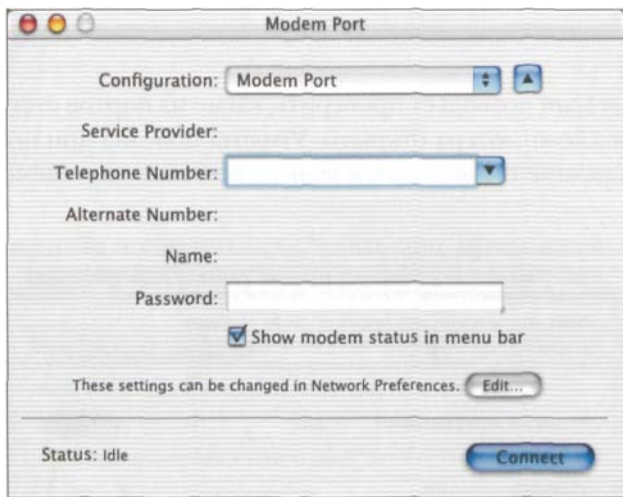 Modem Port
Configuration: Modem Port
Service Provider:
Telephone Number:
Alternate Number:
Name:
Password:
Show modem status in menu bar
These settings can be changed in Network Preferences. Edit...
Status: Idle
Connect